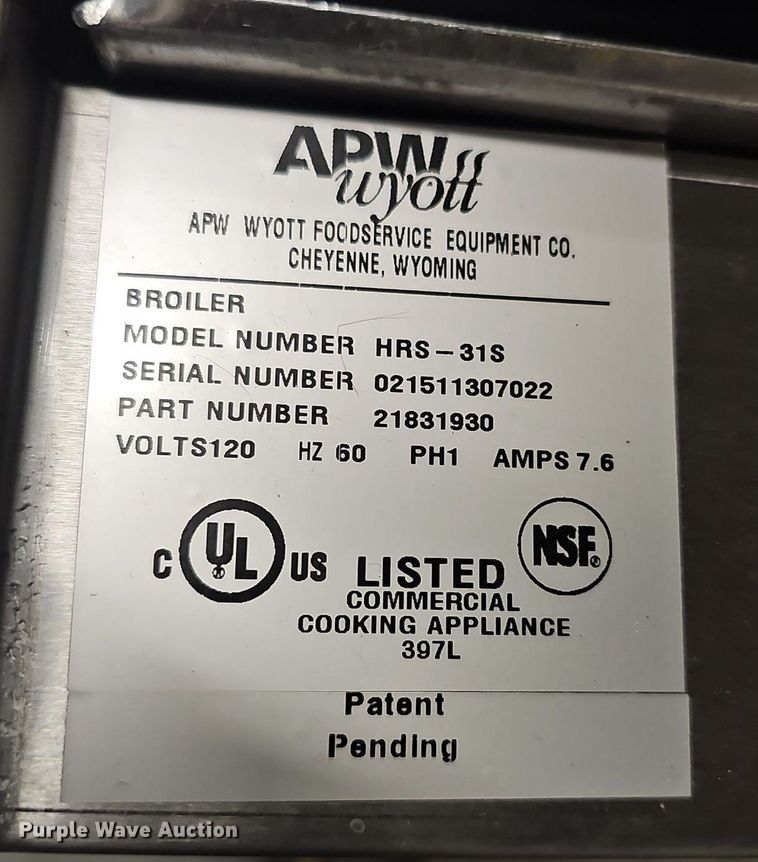 APW
wyott
APW WYOTT FOODSERVICE EQUIPMENT CO.
CHEYENNE, WYOMING
BROILER
MODEL NUMBER HRS-31S
SERIAL NUMBER 021511307022
PART NUMBER 21831930
VOLTS120 HZ 60 PH1 AMPS 7.6
C UL US LISTED NSF®
COMMERCIAL
COOKING APPLIANCE
397L
Patent
Pending
Purple Wave Auction